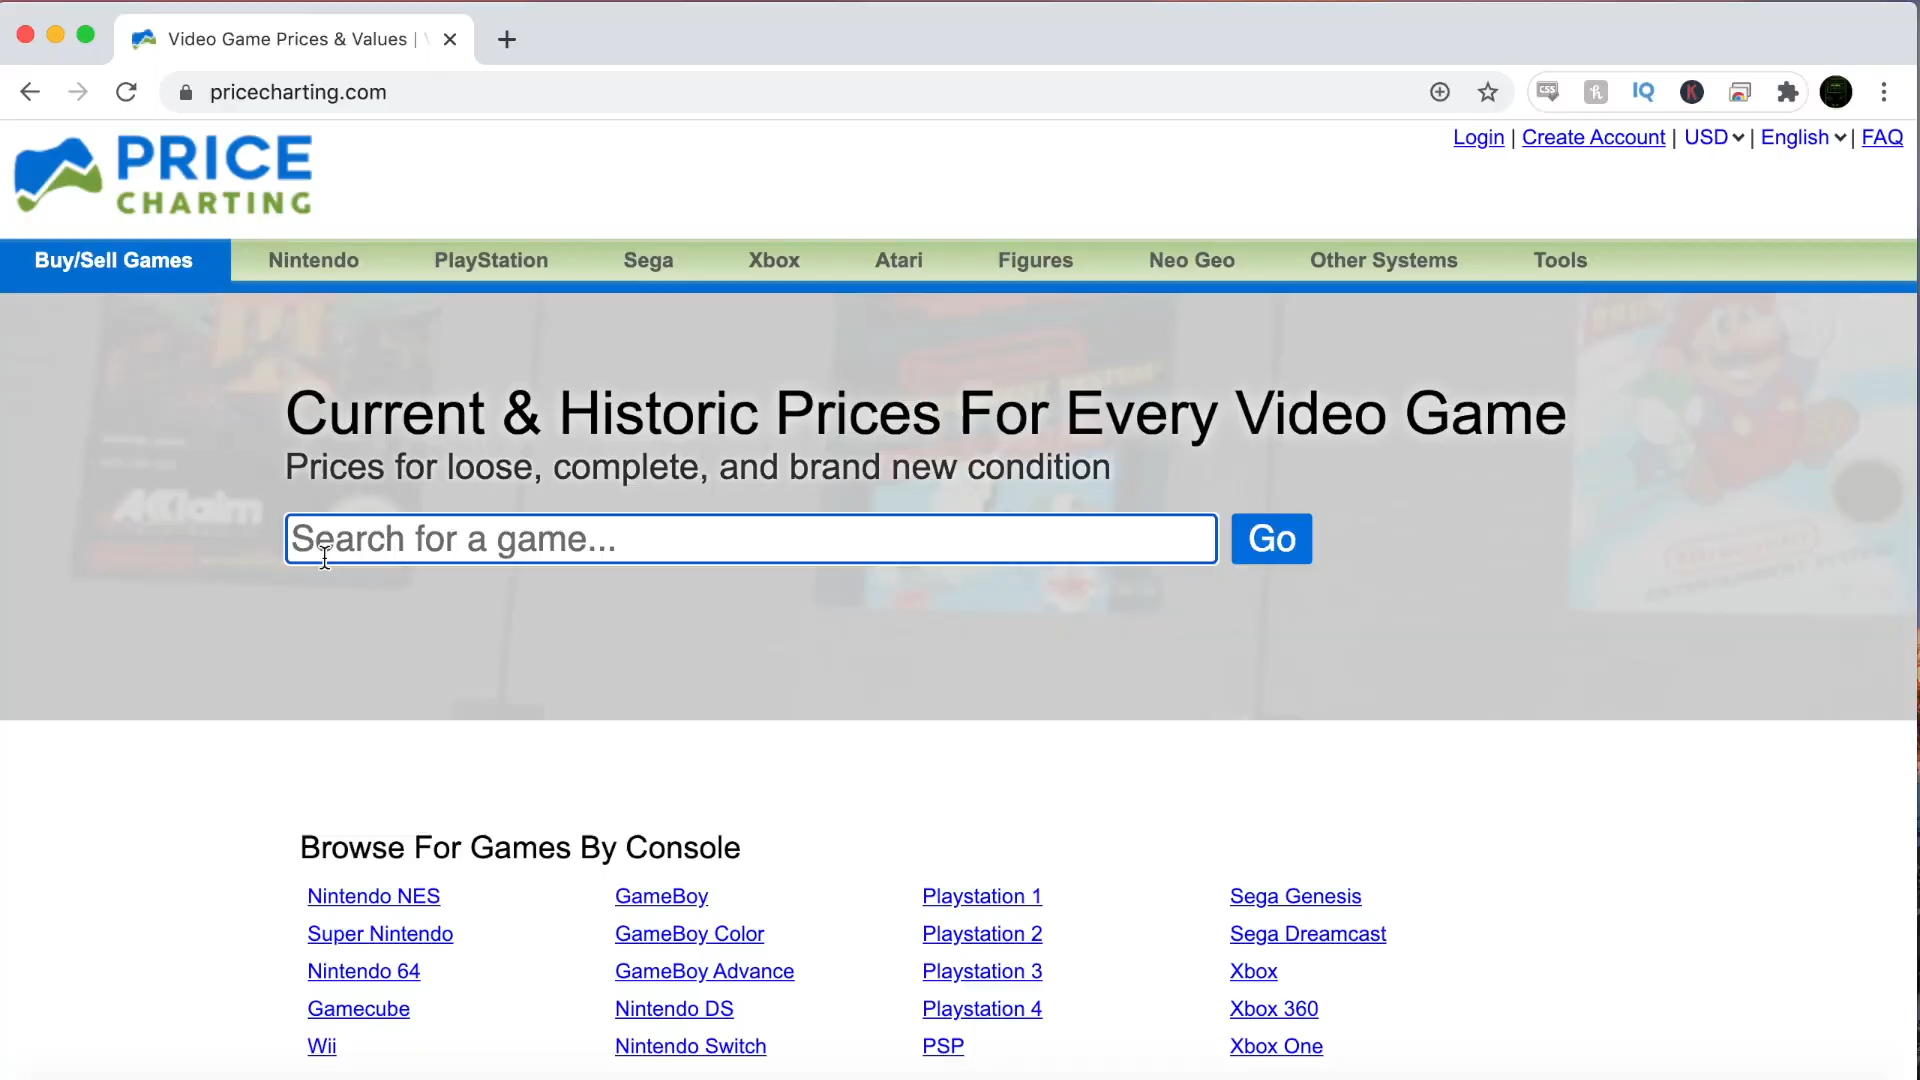 Video Game Prices & Values |
pricecharting.com
CSS
h
IQ
K
Login | Create Account | USD | English | FAQ
PRICE
CHARTING
Buy/Sell Games
Nintendo
PlayStation
Sega
Xbox
Atari
Figures
Neo Geo
Other Systems
Tools
Current & Historic Prices For Every Video Game
Prices for loose, complete, and brand new condition
Search for a game...
Go
AKlaim
Browse For Games By Console
Nintendo NES
Super Nintendo
Nintendo 64
Gamecube
Wii
GameBoy
GameBoy Color
GameBoy Advance
Nintendo DS
Nintendo Switch
Playstation 1
Playstation 2
Playstation 3
Playstation 4
PSP
Sega Genesis
Sega Dreamcast
Xbox
Xbox 360
Xbox One